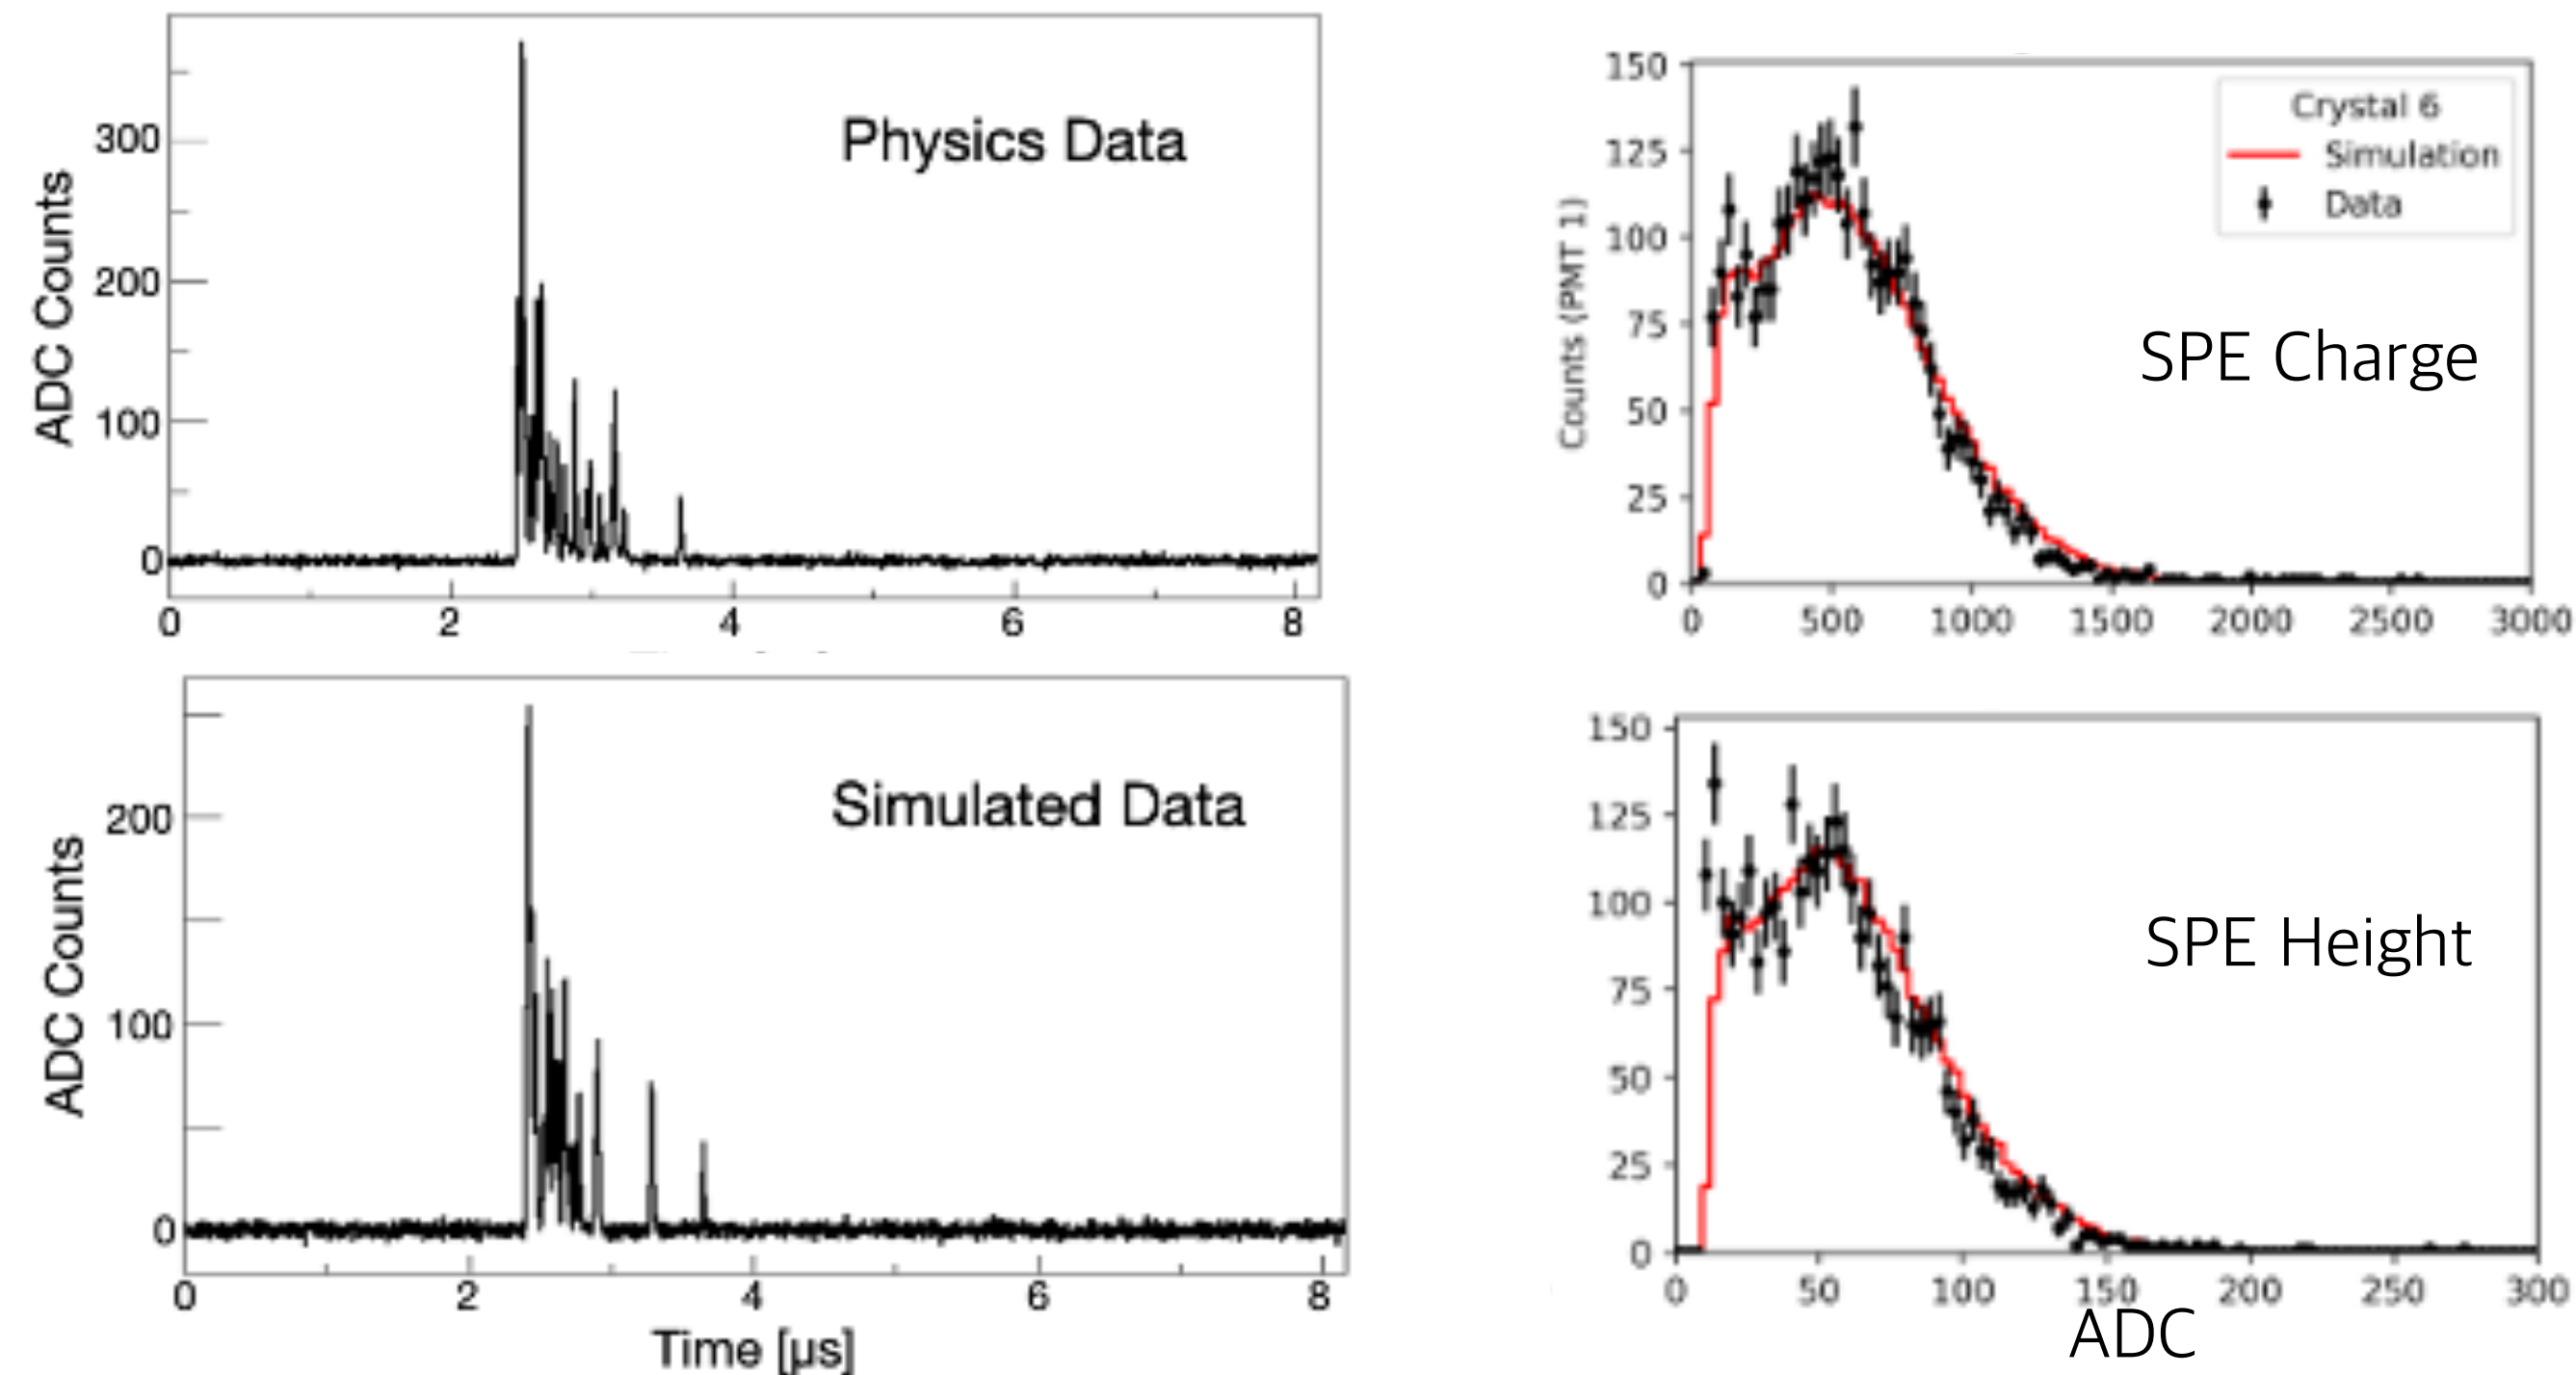 Physics Data
ADC Counts
300
200
100
0
0 2 4 6 8
Simulated Data
ADC Counts
200
100
0
0 2 4 6 8
Time [µs]
Crystal 6
Simulation
Data
SPE Charge
Counts (PMT 1)
150
125
100
75
50
25
0
0 500 1000 1500 2000 2500 3000
SPE Height
150
125
100
75
50
25
0
0 50 100 150 200 250 300
ADC